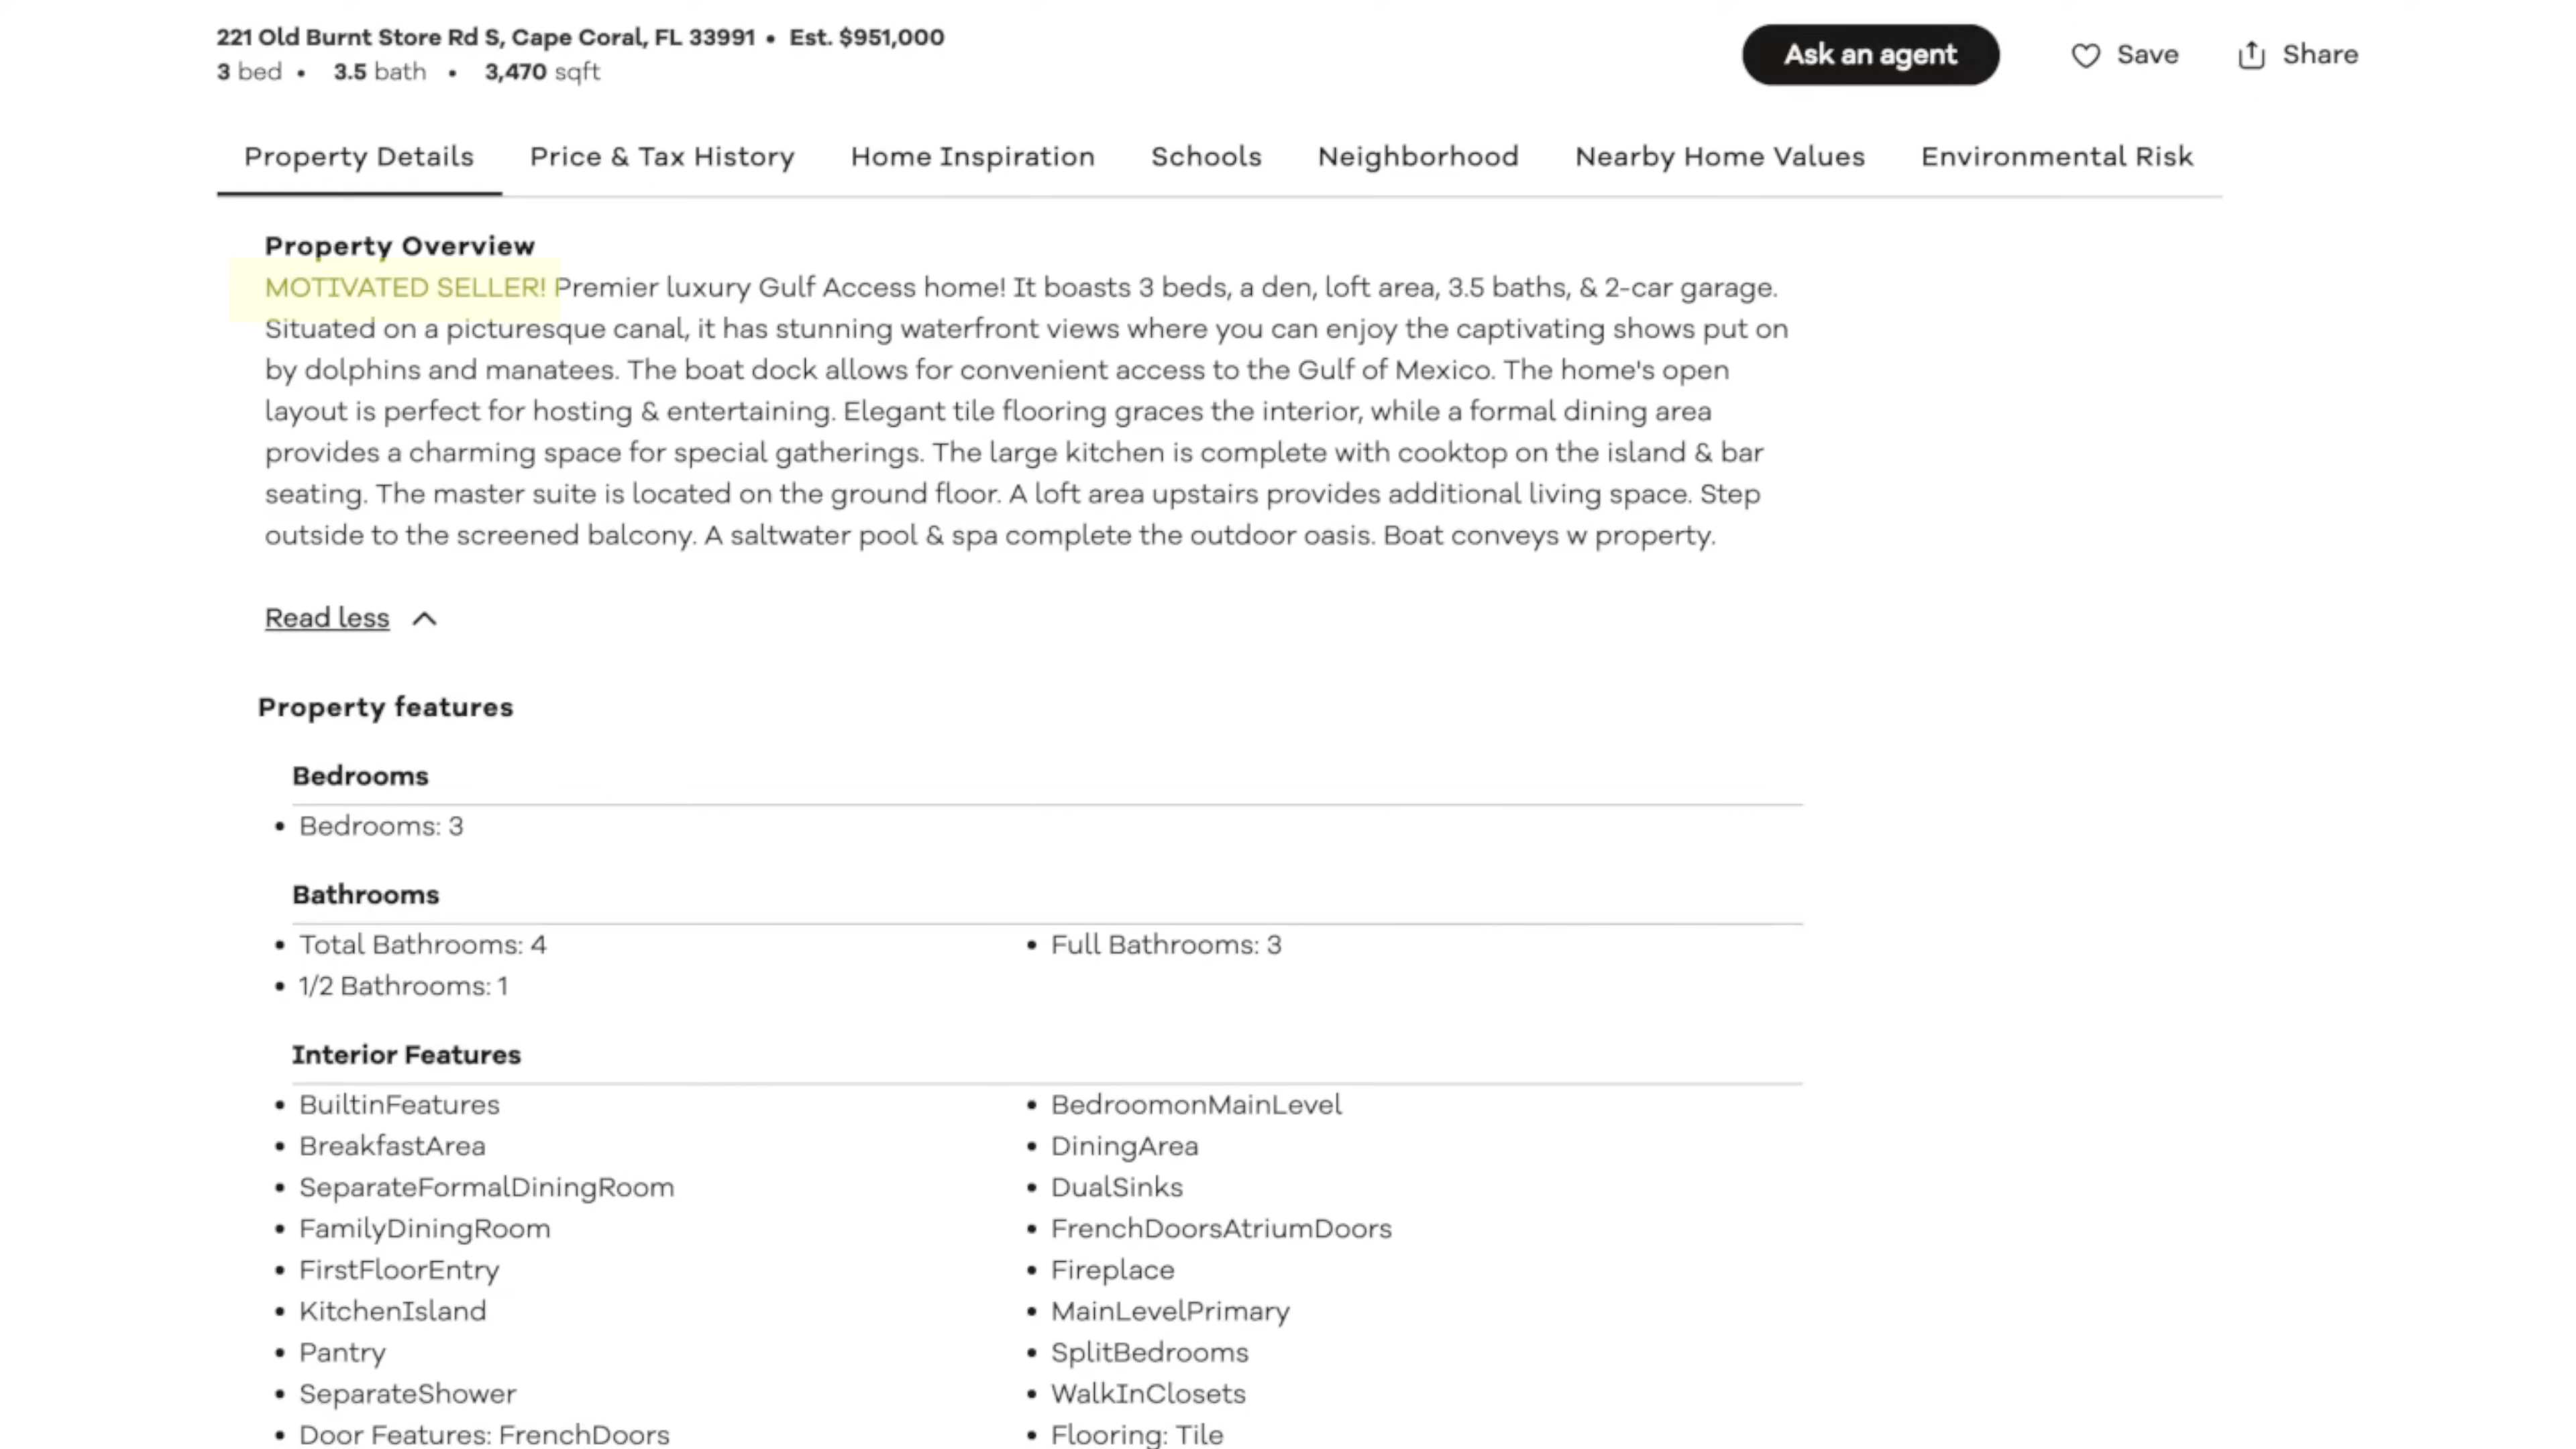 221 Old Burnt Store Rd S, Cape Coral, FL 33991 • Est. $951,000
3 bed • 3.5 bath • 3,470 sqft
Ask an agent
Save
Share
Property Details
Price & Tax History
Home Inspiration
Schools
Neighborhood
Nearby Home Values
Environmental Risk
Property Overview
MOTIVATED SELLER! Premier luxury Gulf Access home! It boasts 3 beds, a den, loft area, 3.5 baths, & 2-car garage.
Situated on a picturesque canal, it has stunning waterfront views where you can enjoy the captivating shows put on
by dolphins and manatees. The boat dock allows for convenient access to the Gulf of Mexico. The home's open
layout is perfect for hosting & entertaining. Elegant tile flooring graces the interior, while a formal dining area
provides a charming space for special gatherings. The large kitchen is complete with cooktop on the island & bar
seating. The master suite is located on the ground floor. A loft area upstairs provides additional living space. Step
outside to the screened balcony. A saltwater pool & spa complete the outdoor oasis. Boat conveys w property.
Read less
Property features
Bedrooms
• Bedrooms: 3
Bathrooms
• Total Bathrooms: 4
• Full Bathrooms: 3
• 1/2 Bathrooms: 1
Interior Features
• BuiltinFeatures
• BedroomonMainLevel
• BreakfastArea
• DiningArea
• SeparateFormalDiningRoom
• DualSinks
• FamilyDiningRoom
• FrenchDoorsAtriumDoors
• FirstFloorEntry
• Fireplace
• KitchenIsland
• MainLevelPrimary
• Pantry
• SplitBedrooms
• SeparateShower
• WalkInClosets
• Door Features: FrenchDoors
• Flooring: Tile